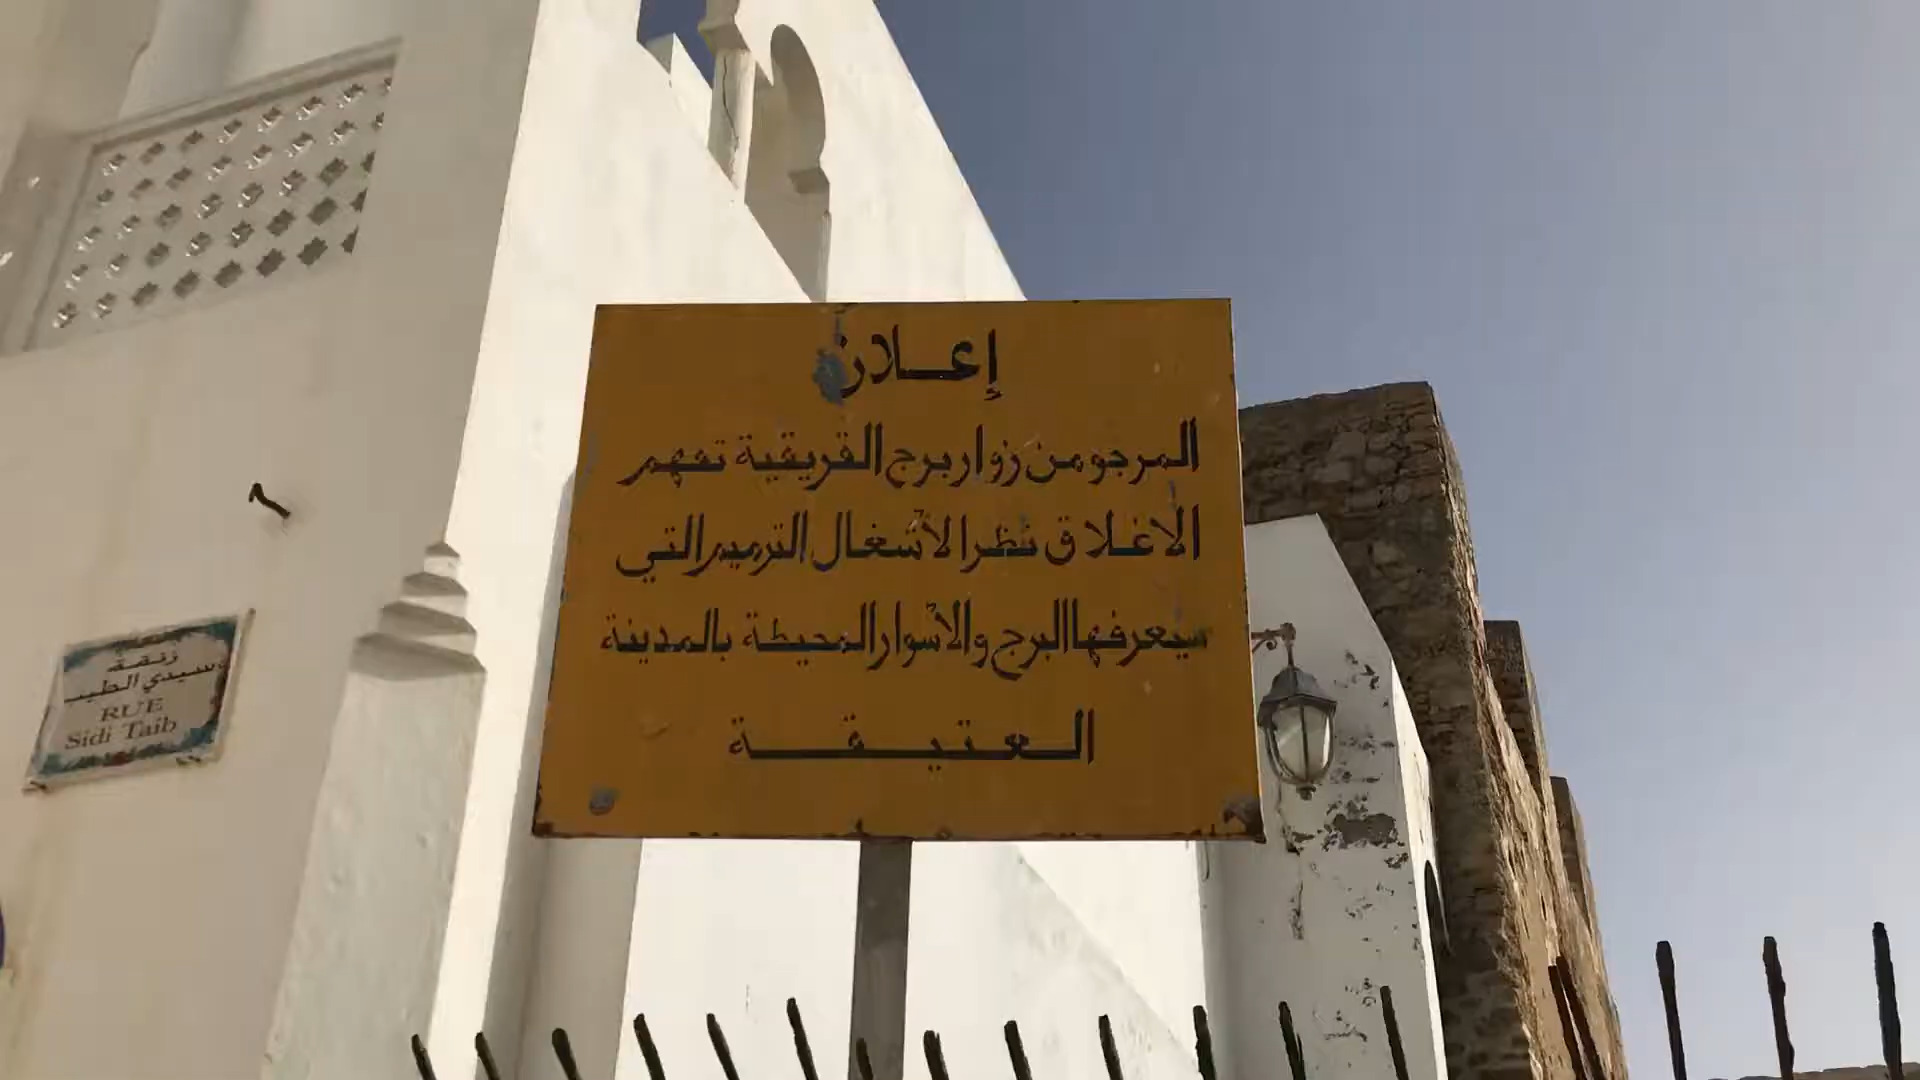 إعلان
المرجو من زوار برج القريقية تفهم
الاغلاق نظرا لأشغال الترميم التي
سيعرفها البرج والأسوار المحيطة بالمدينة
العتيقة
زنقة
سيدي الطيب
RUE
Sidi Taib